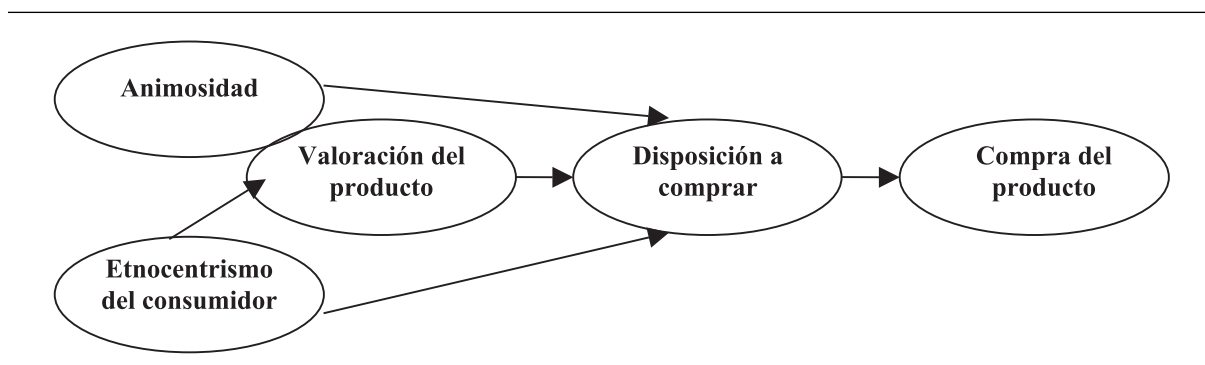 Animosidad
Valoración del
producto
Disposición a
comprar
Compra del
producto
Etnocentrismo
del consumidor